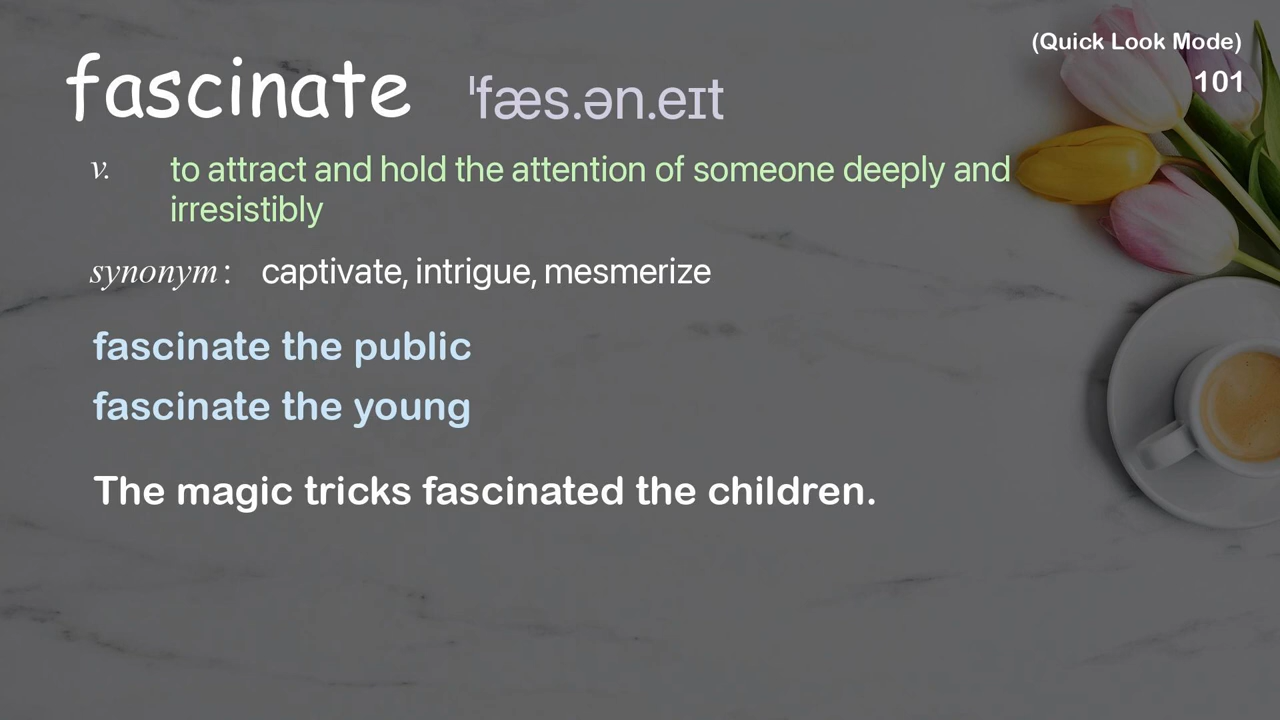 (Quick Look Mode)
101
fascinate ˈfæs.ən.eɪt
v. to attract and hold the attention of someone deeply and
irresistibly
synonym: captivate, intrigue, mesmerize
fascinate the public
fascinate the young
The magic tricks fascinated the children.